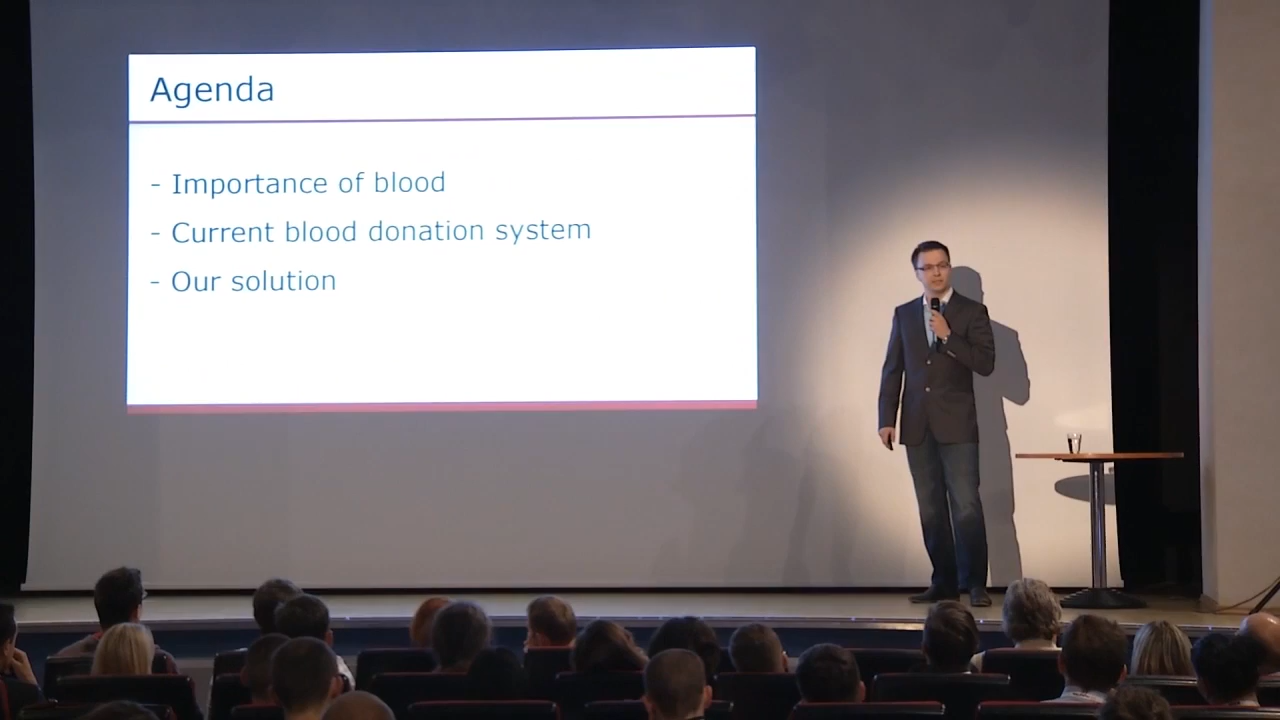 Agenda
- Importance of blood
- Current blood donation system
- Our solution